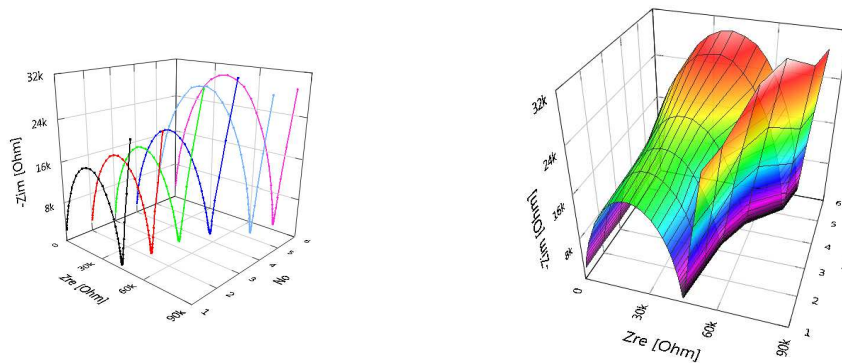 32k
24k
16k
8k
-Zim [Ohm]
0
30k
60k
90k
Zre [Ohm]
1
2
3
4
5
6
No
32k
24k
16k
8k
-Zim [Ohm]
0
30k
60k
90k
Zre [Ohm]
6
5
4
3
2
1